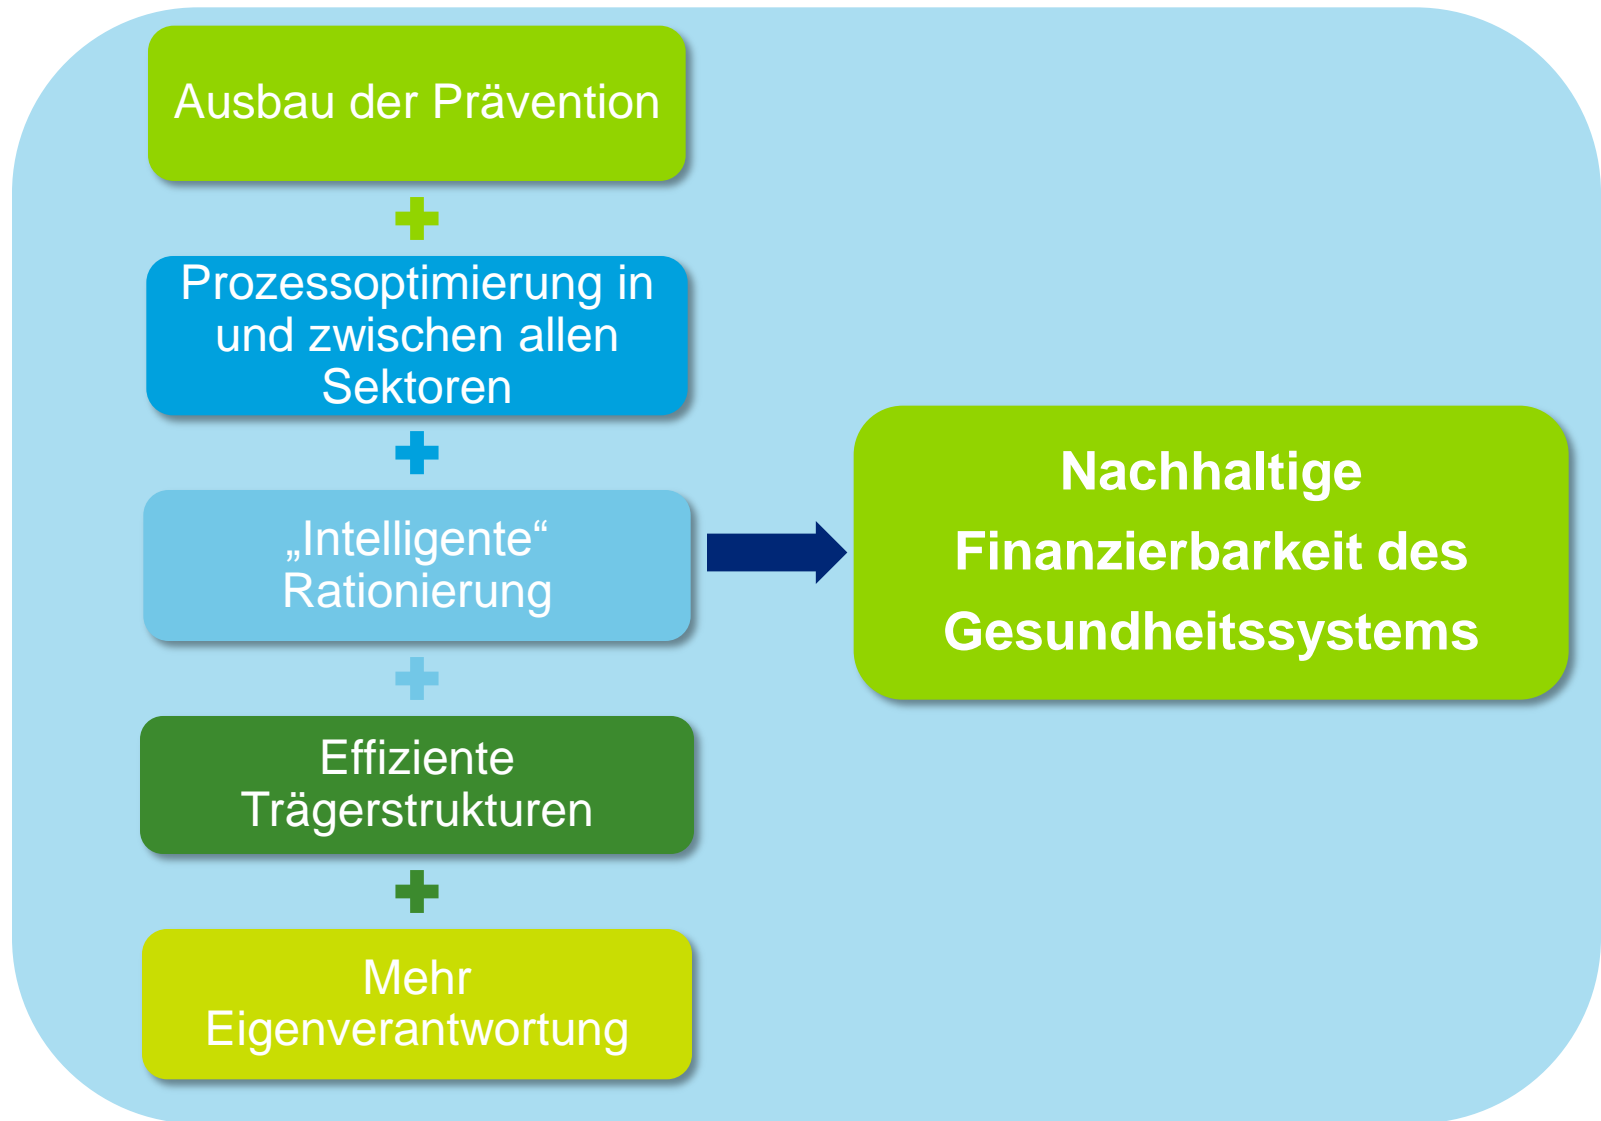 Ausbau der Prävention
Prozessoptimierung in
und zwischen allen
Sektoren
„Intelligente“
Rationierung
Effiziente
Trägerstrukturen
Mehr
Eigenverantwortung
Nachhaltige
Finanzierbarkeit des
Gesundheitssystems